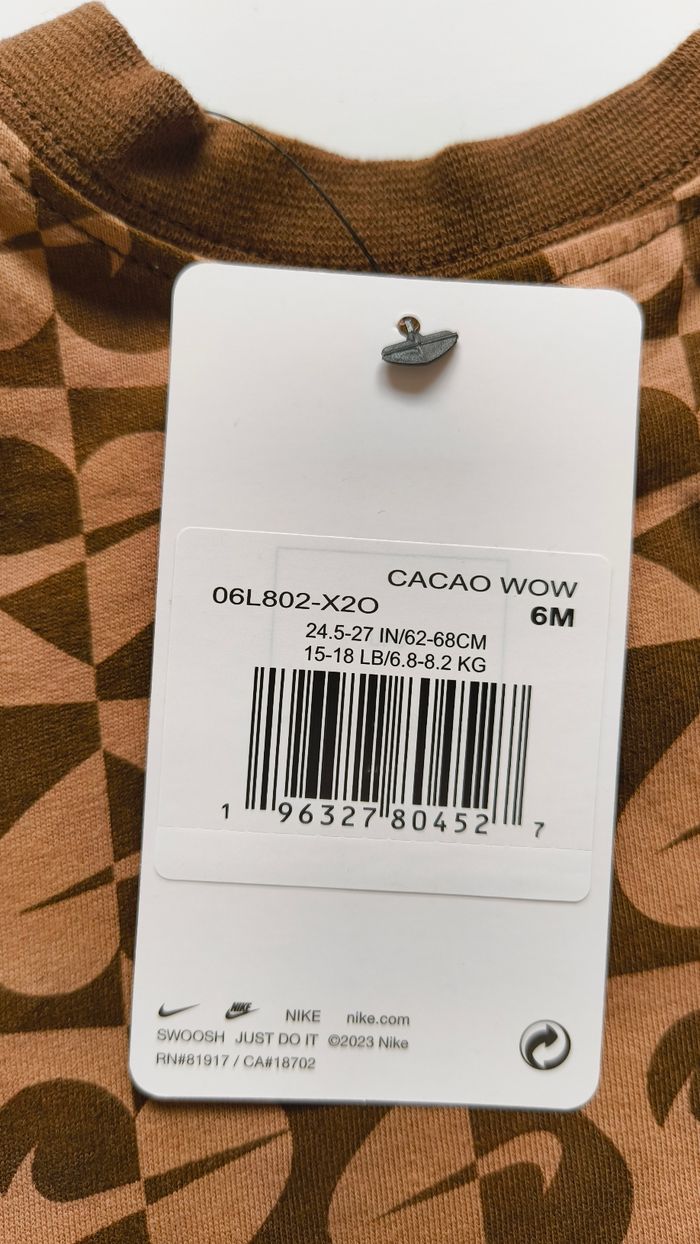 CACAO WOW
06L802-X2O
6M
24.5-27 IN/62-68CM
15-18 LB/6.8-8.2 KG
1 96327 80452 7
NIKE NIKE nike.com
SWOOSH JUST DO IT ©2023 Nike
RN#81917 / CA#18702